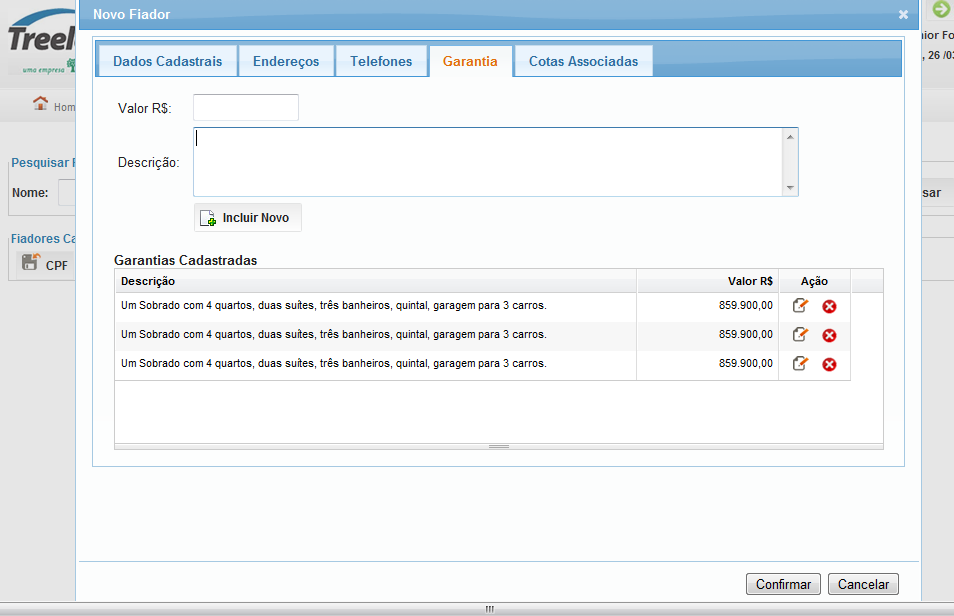 Novo Fiador
Treel
uma empresa
ior Fo
, 26 /03
Hom
Dados Cadastrais Endereços Telefones Garantia Cotas Associadas
Valor R$:
Descrição:
Incluir Novo
Pesquisar F
Nome:
sar
Fiadores Ca
CPF
Garantias Cadastradas
Descrição Valor R$ Ação
Um Sobrado com 4 quartos, duas suítes, três banheiros, quintal, garagem para 3 carros. 859.900,00
Um Sobrado com 4 quartos, duas suítes, três banheiros, quintal, garagem para 3 carros. 859.900,00
Um Sobrado com 4 quartos, duas suítes, três banheiros, quintal, garagem para 3 carros. 859.900,00
Confirmar Cancelar